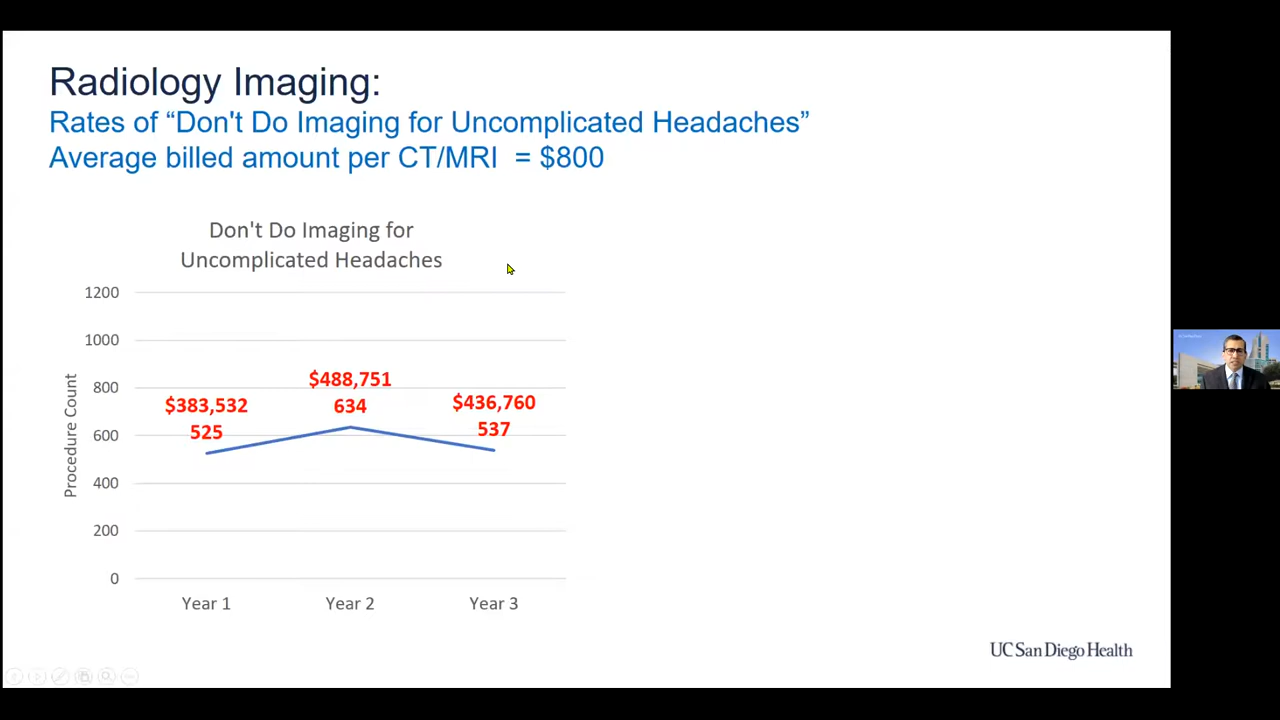 Radiology Imaging:
Rates of “Don't Do Imaging for Uncomplicated Headaches”
Average billed amount per CT/MRI = $800
Don't Do Imaging for
Uncomplicated Headaches
Procedure Count
1200
1000
800
600
400
200
0
$383,532
525
$488,751
634
$436,760
537
Year 1
Year 2
Year 3
UC San Diego Health